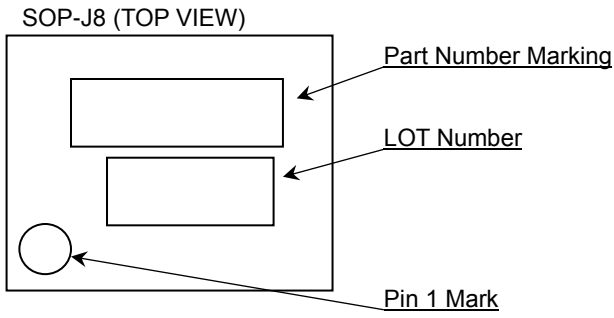 SOP-J8 (TOP VIEW)
Part Number Marking
LOT Number
Pin 1 Mark